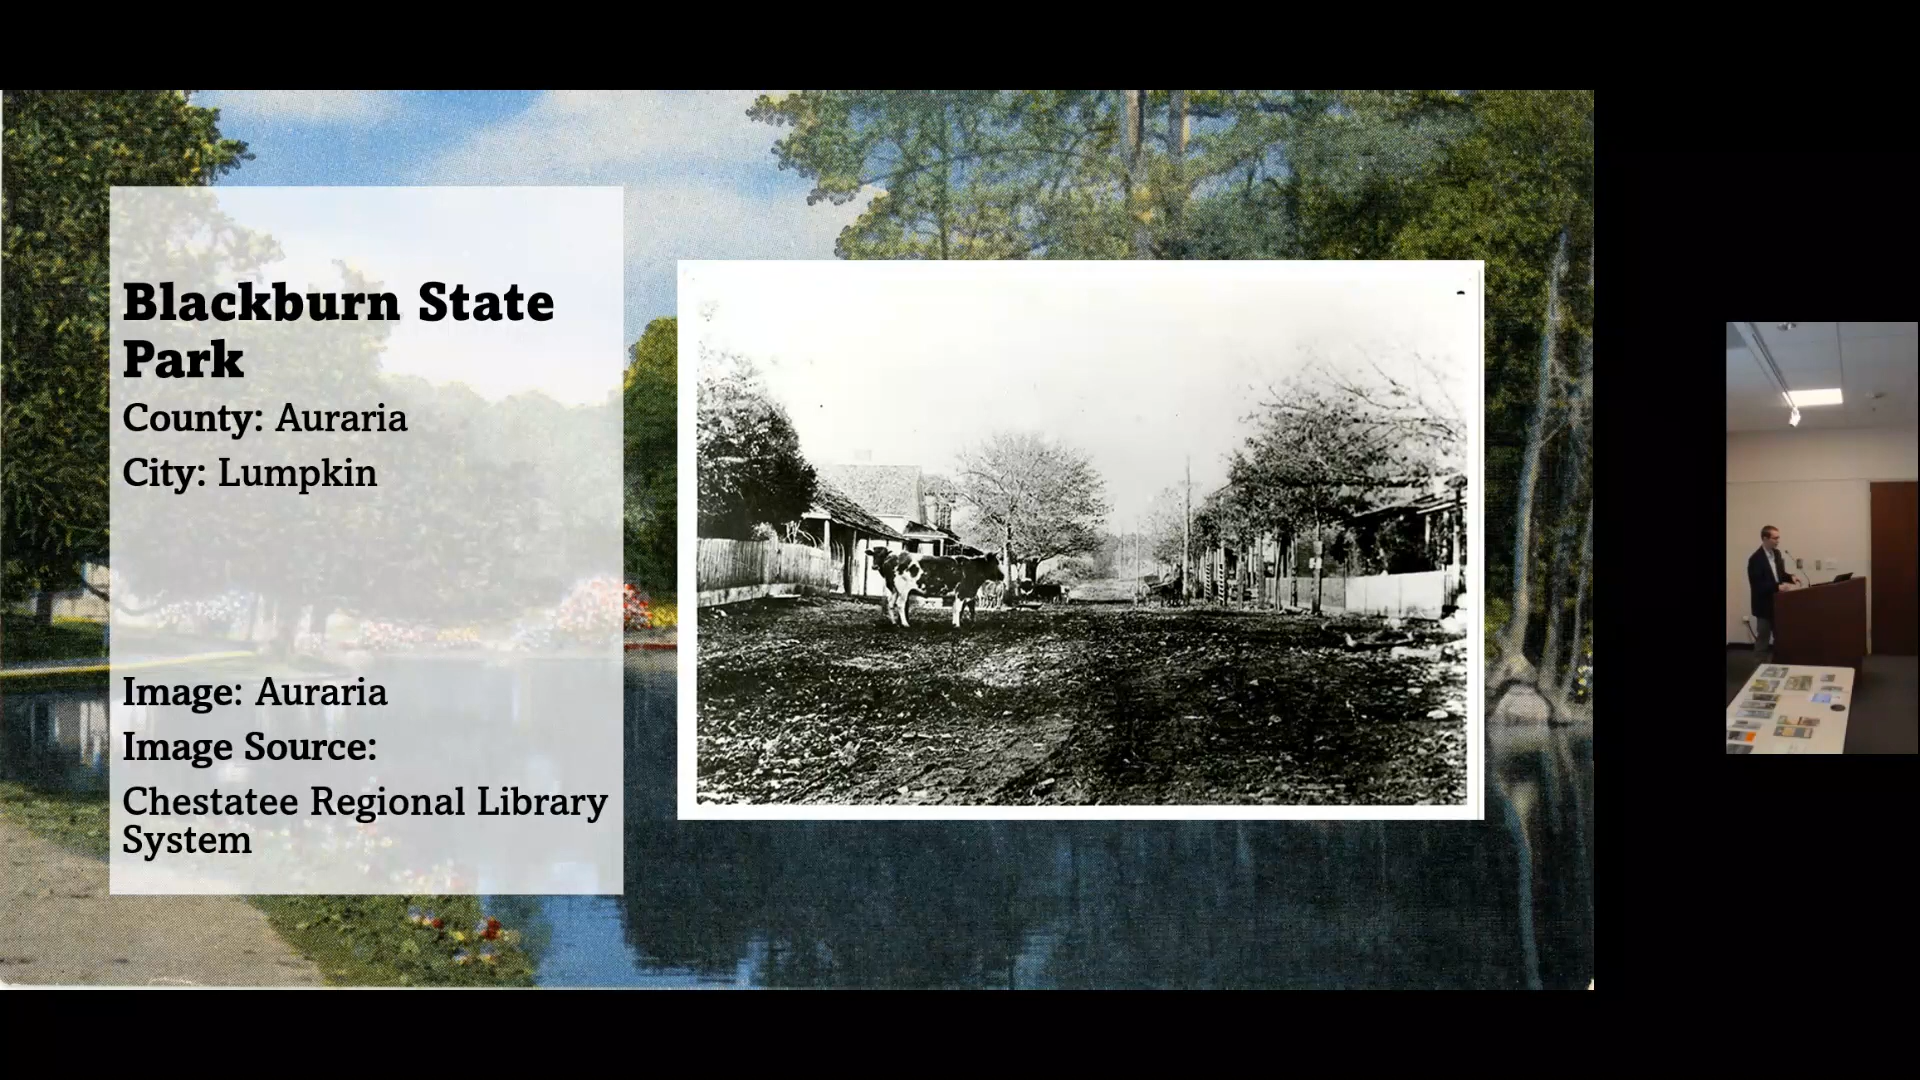 Blackburn State
Park
County: Auraria
City: Lumpkin
Image: Auraria
Image Source:
Chestatee Regional Library
System